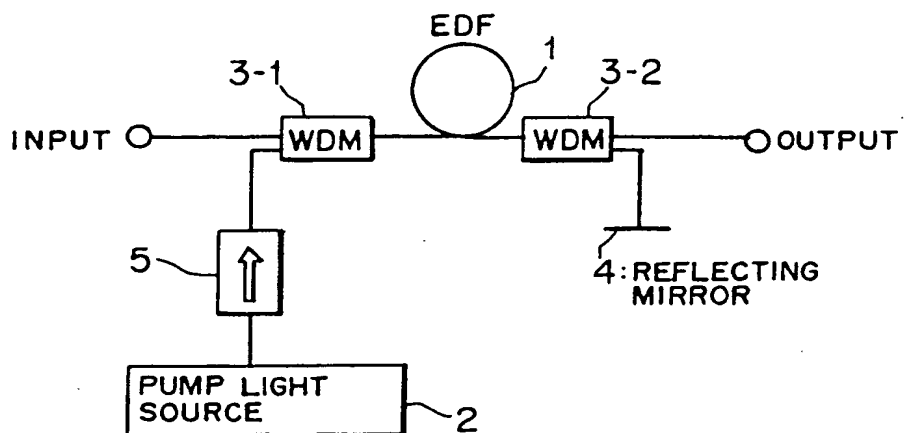 EDF
1
3-1
3-2
INPUT
WDM
WDM
OUTPUT
5
4: REFLECTING
MIRROR
PUMP LIGHT
SOURCE
2